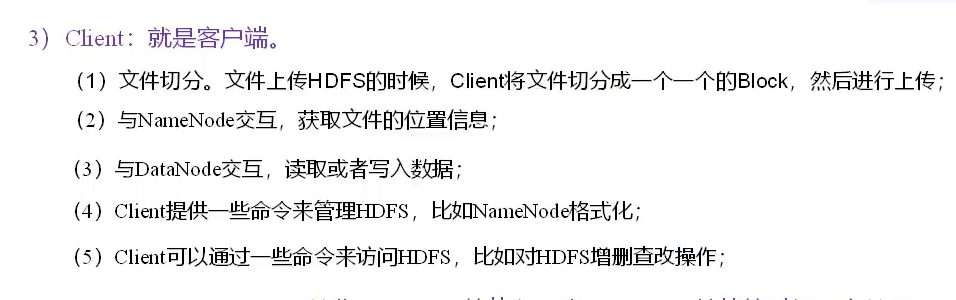 3）Client：就是客户端。
（1）文件切分。文件上传HDFS的时候，Client将文件切分成一个一个的Block，然后进行上传；
（2）与NameNode交互，获取文件的位置信息；
（3）与DataNode交互，读取或者写入数据；
（4）Client提供一些命令来管理HDFS，比如NameNode格式化；
（5）Client可以通过一些命令来访问HDFS，比如对HDFS增删查改操作；